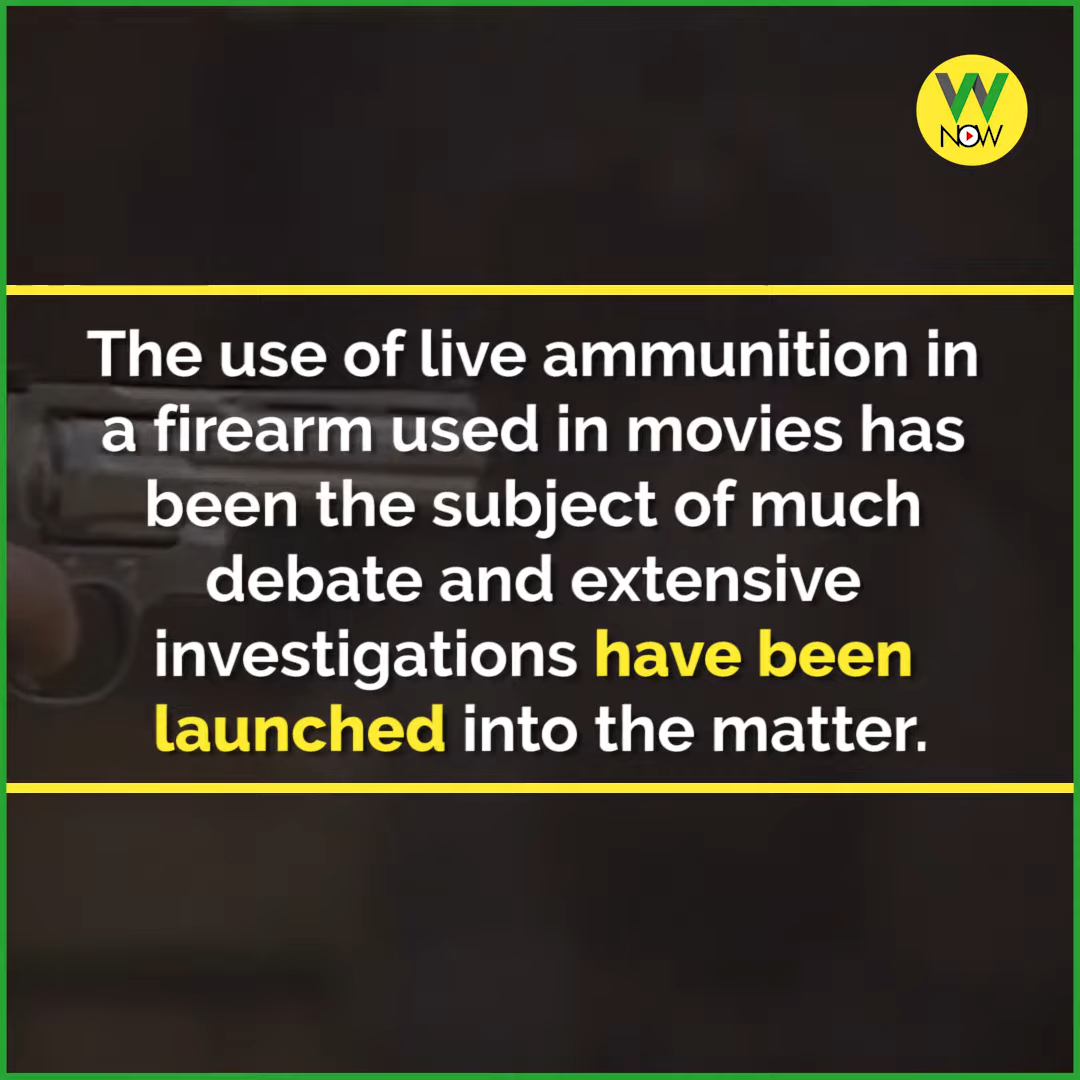 W
NOW
The use of live ammunition in
a firearm used in movies has
been the subject of much
debate and extensive
investigations have been
launched into the matter.